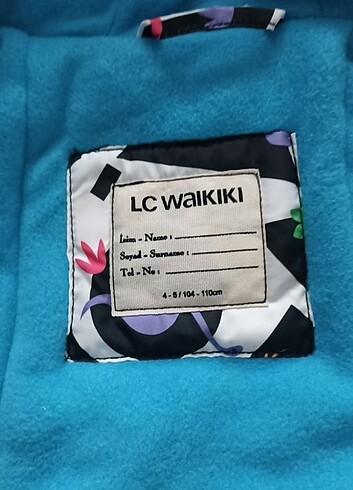 LC WAIKIKI
İsim - Name :
Soyad - Surname :
Tel - No :
4 - 5 / 104 - 110cm